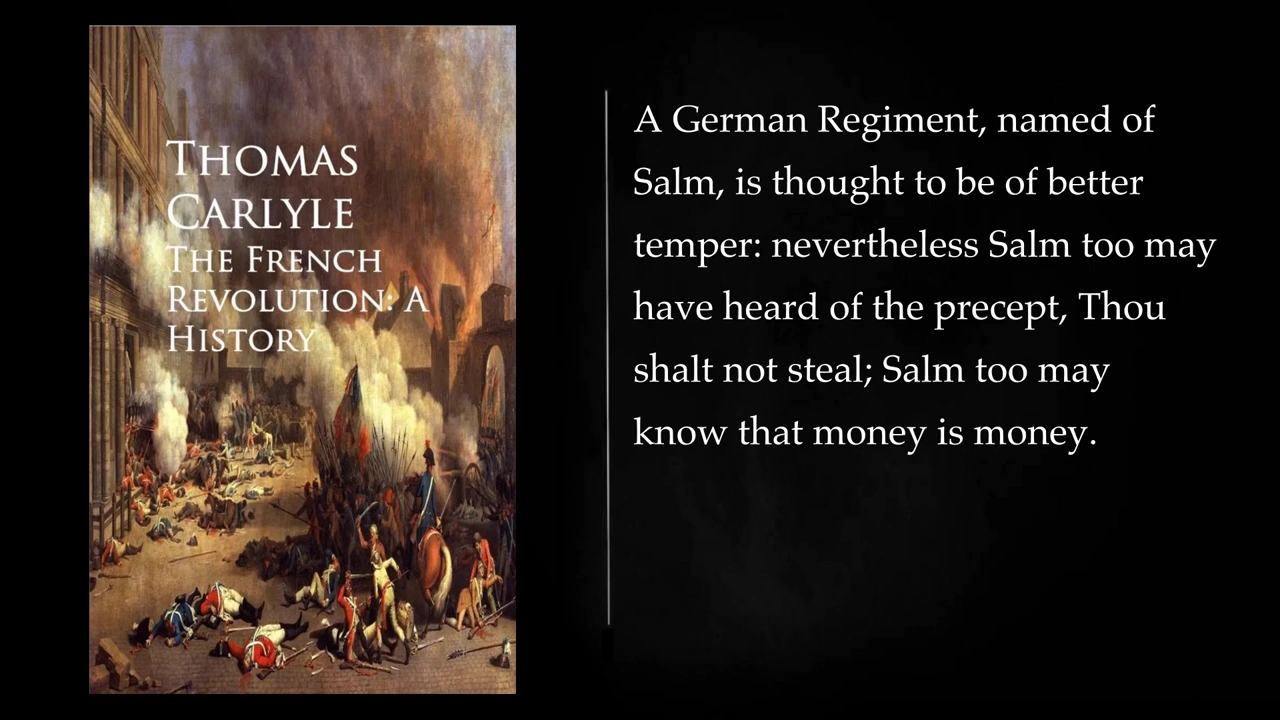 THOMAS
CARLYLE
THE FRENCH
REVOLUTION: A
HISTORY
A German Regiment, named of
Salm, is thought to be of better
temper: nevertheless Salm too may
have heard of the precept, Thou
shalt not steal; Salm too may
know that money is money.